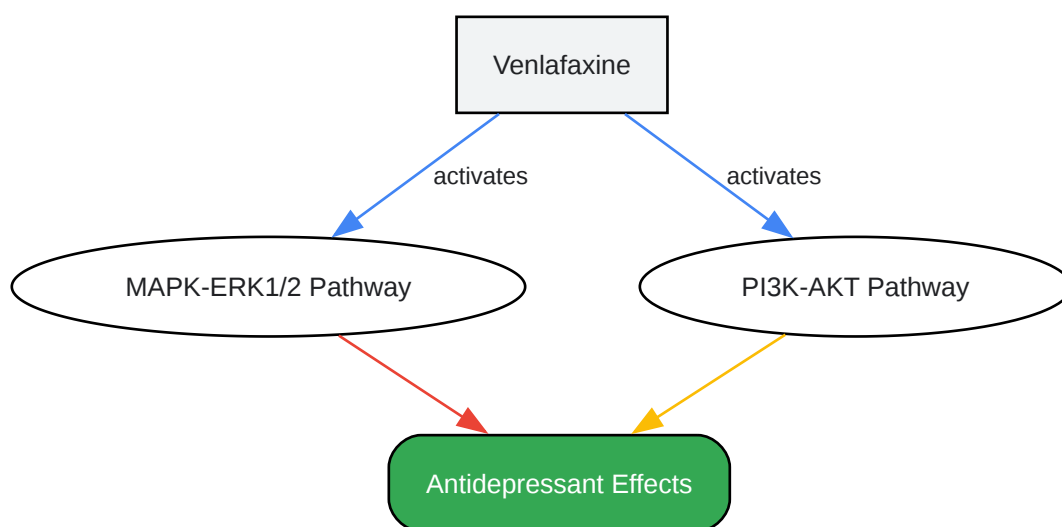 Venlafaxine
activates
activates
MAPK-ERK1/2 Pathway
PI3K-AKT Pathway
Antidepressant Effects